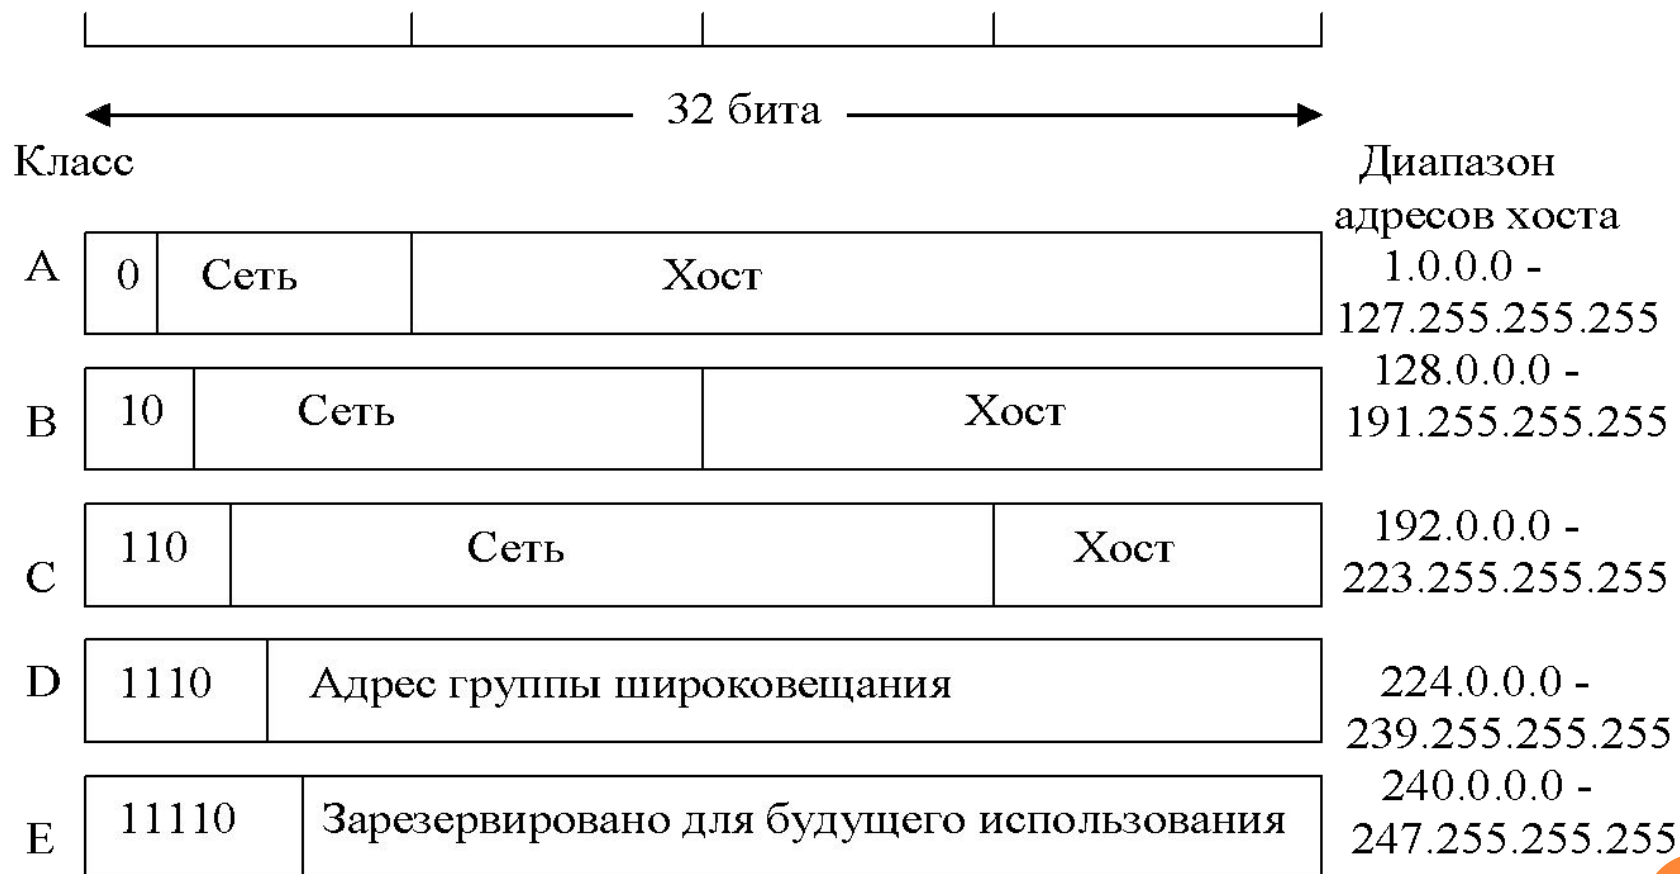 32 бита
Класс
Диапазон
адресов хоста
A
0
Сеть
Хост
1.0.0.0 -
127.255.255.255
B
10
Сеть
Хост
128.0.0.0 -
191.255.255.255
C
110
Сеть
Хост
192.0.0.0 -
223.255.255.255
D
1110
Адрес группы широковещания
224.0.0.0 -
239.255.255.255
E
11110
Зарезервировано для будущего использования
240.0.0.0 -
247.255.255.255